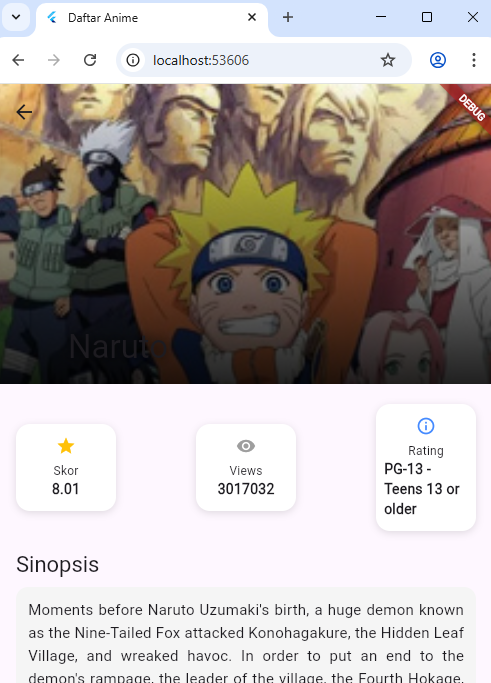 Daftar Anime
localhost:53606
DEBUG
Naruto
Skor
8.01
Views
3017032
Rating
PG-13 -
Teens 13 or
older
Sinopsis
Moments before Naruto Uzumaki's birth, a huge demon known
as the Nine-Tailed Fox attacked Konohagakure, the Hidden Leaf
Village, and wreaked havoc. In order to put an end to the
demon's rampage, the leader of the village, the Fourth Hokage,